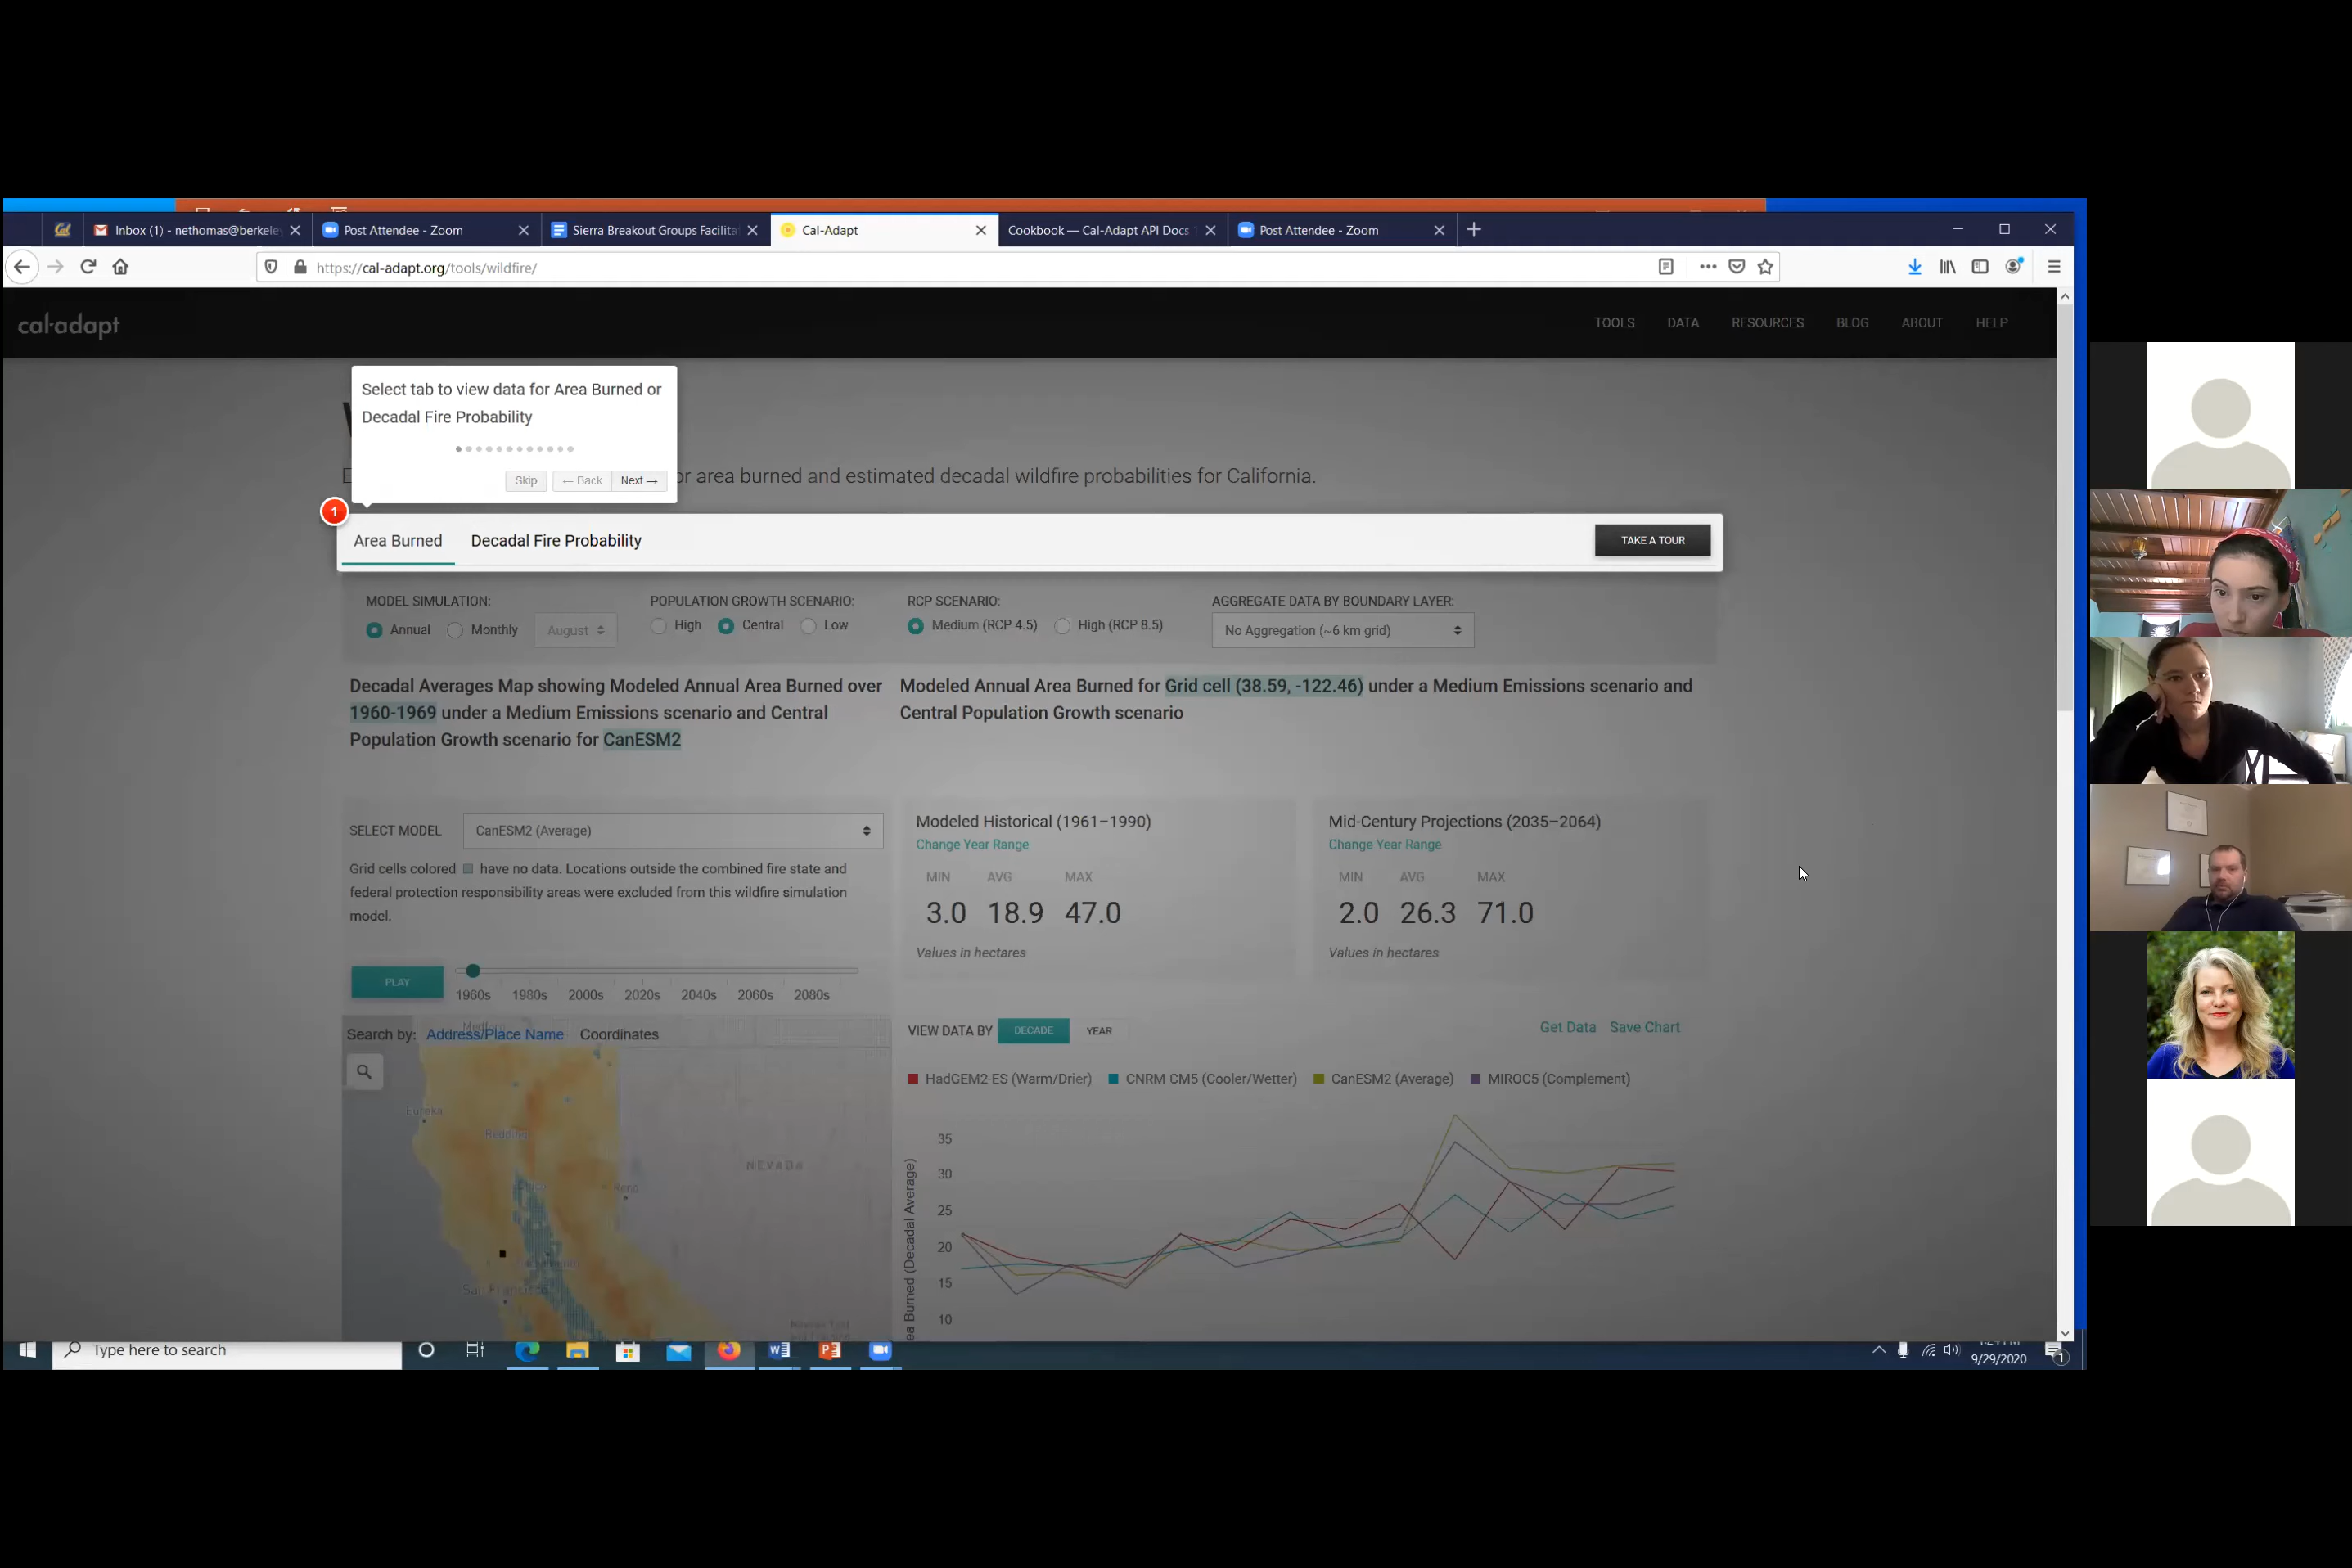 Cal
Inbox (1) - nethomas@berkele
Post Attendee - Zoom
Sierra Breakout Groups Facilita
Cal-Adapt
Cookbook — Cal-Adapt API Docs
Post Attendee - Zoom
https://cal-adapt.org/tools/wildfire/
cal-adapt
TOOLS
DATA
RESOURCES
BLOG
ABOUT
HELP
Select tab to view data for Area Burned or
Decadal Fire Probability
Skip
← Back
Next →
or area burned and estimated decadal wildfire probabilities for California.
1
Area Burned
Decadal Fire Probability
TAKE A TOUR
MODEL SIMULATION:
Annual
Monthly
August
POPULATION GROWTH SCENARIO:
High
Central
Low
RCP SCENARIO:
Medium (RCP 4.5)
High (RCP 8.5)
AGGREGATE DATA BY BOUNDARY LAYER:
No Aggregation (~6 km grid)
Decadal Averages Map showing Modeled Annual Area Burned over
1960-1969 under a Medium Emissions scenario and Central
Population Growth scenario for CanESM2
Modeled Annual Area Burned for Grid cell (38.59, -122.46) under a Medium Emissions scenario and
Central Population Growth scenario
SELECT MODEL
CanESM2 (Average)
Grid cells colored have no data. Locations outside the combined fire state and
federal protection responsibility areas were excluded from this wildfire simulation
model.
PLAY
1960s 1980s 2000s 2020s 2040s 2060s 2080s
Modeled Historical (1961–1990)
Change Year Range
MIN AVG MAX
3.0 18.9 47.0
Values in hectares
Mid-Century Projections (2035–2064)
Change Year Range
MIN AVG MAX
2.0 26.3 71.0
Values in hectares
Search by: Address/Place Name Coordinates
Medford
Eureka
Redding
NEVADA
Reno
San Francisco
VIEW DATA BY DECADE YEAR
Get Data Save Chart
HadGEM2-ES (Warm/Drier) CNRM-CM5 (Cooler/Wetter) CanESM2 (Average) MIROC5 (Complement)
35
30
25
20
15
10
ea Burned (Decadal Average)
Type here to search
9/29/2020
1